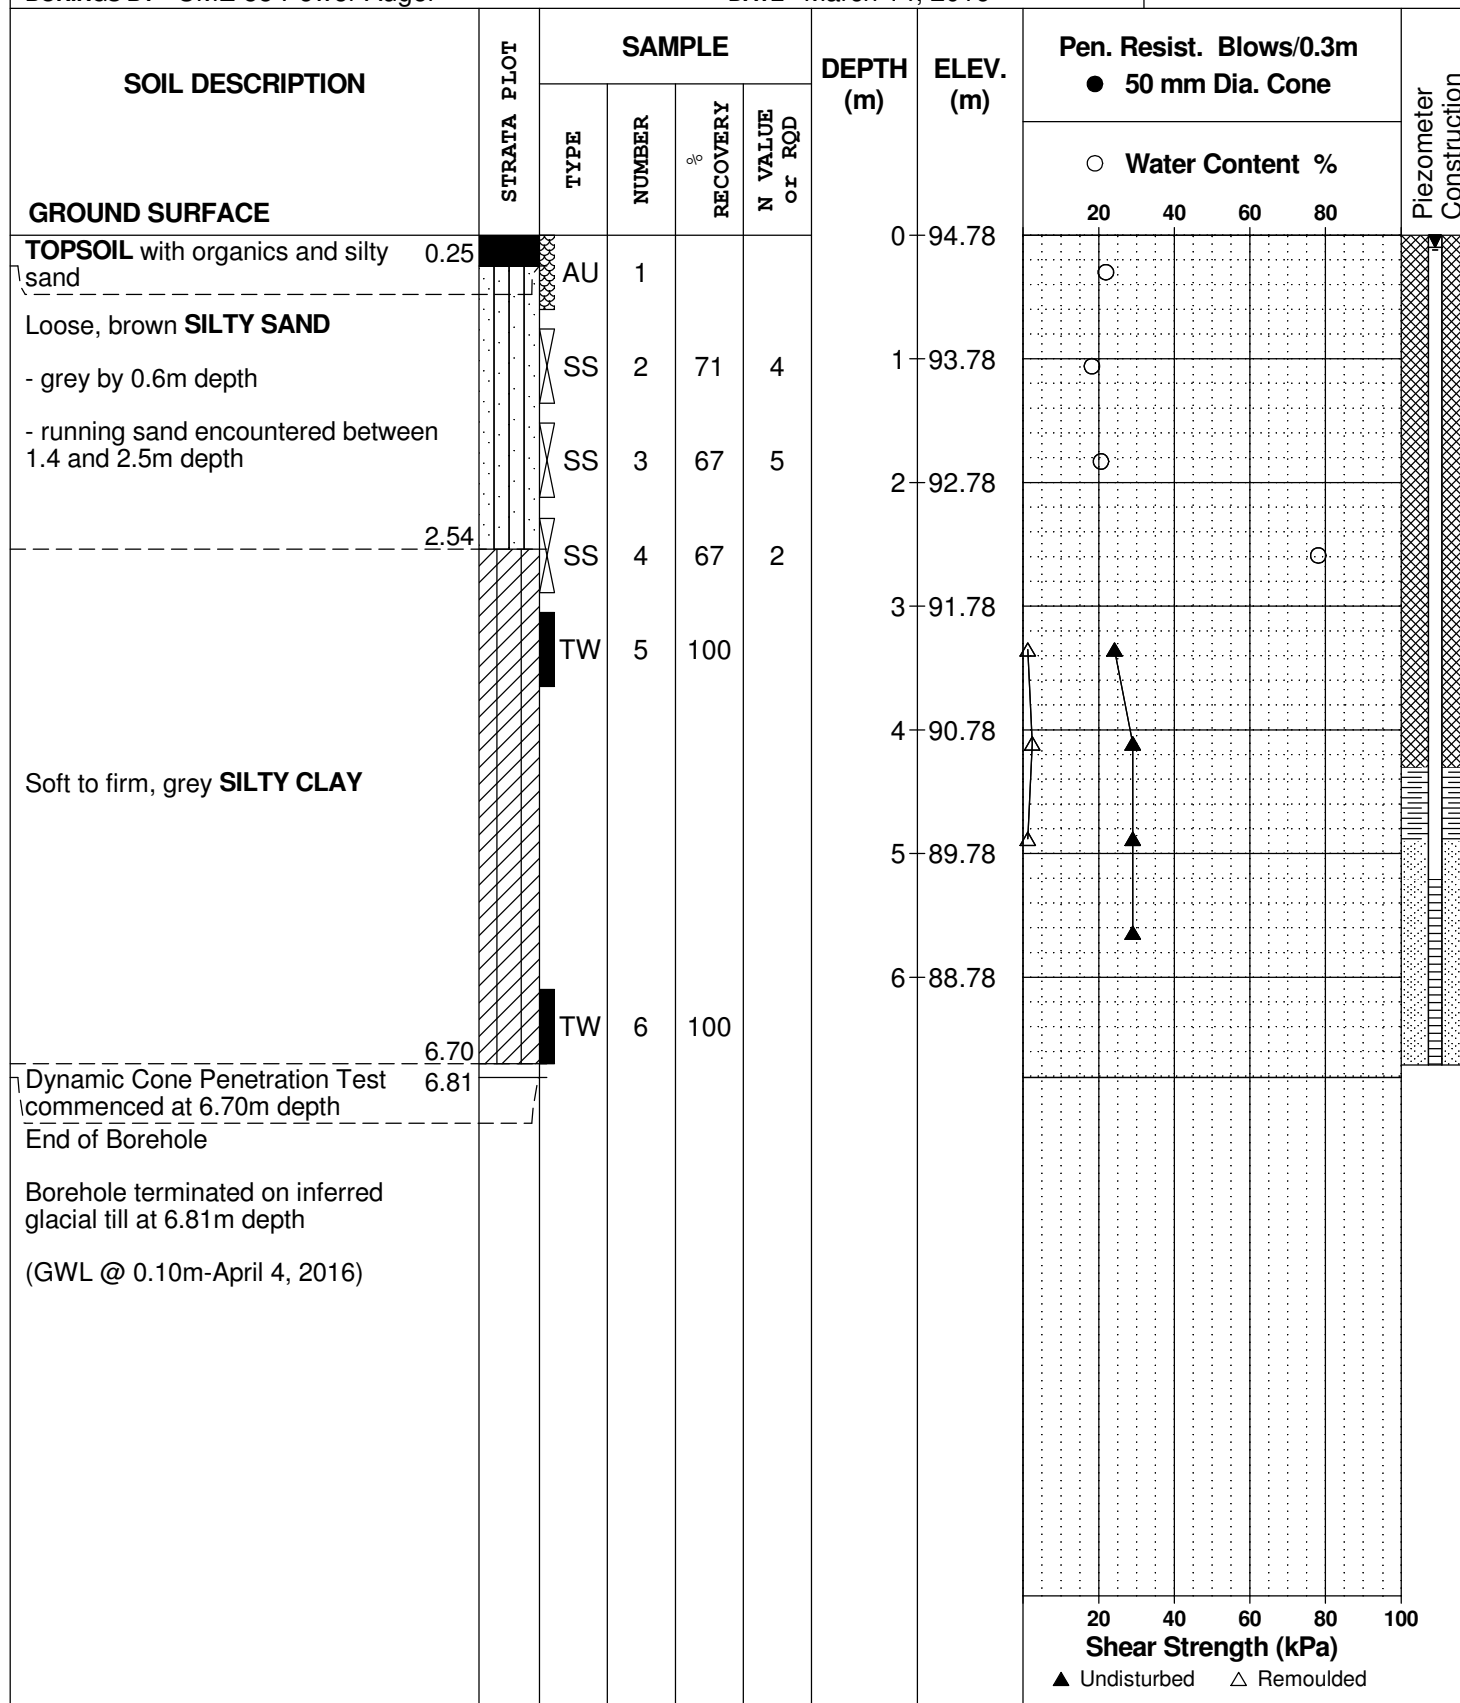 SOIL DESCRIPTION
GROUND SURFACE
STRATA PLOT
SAMPLE
TYPE
NUMBER
%
RECOVERY
N VALUE
or RQD
DEPTH
(m)
ELEV.
(m)
Pen. Resist. Blows/0.3m
● 50 mm Dia. Cone
○ Water Content %
20 40 60 80
Piezometer
Construction
TOPSOIL with organics and silty 0.25
sand
Loose, brown SILTY SAND
- grey by 0.6m depth
- running sand encountered between
1.4 and 2.5m depth
2.54
Soft to firm, grey SILTY CLAY
6.70
Dynamic Cone Penetration Test 6.81
commenced at 6.70m depth
End of Borehole
Borehole terminated on inferred
glacial till at 6.81m depth
(GWL @ 0.10m-April 4, 2016)
AU 1
SS 2 71 4
SS 3 67 5
SS 4 67 2
TW 5 100
TW 6 100
0 94.78
1 93.78
2 92.78
3 91.78
4 90.78
5 89.78
6 88.78
20 40 60 80 100
Shear Strength (kPa)
▲ Undisturbed △ Remoulded